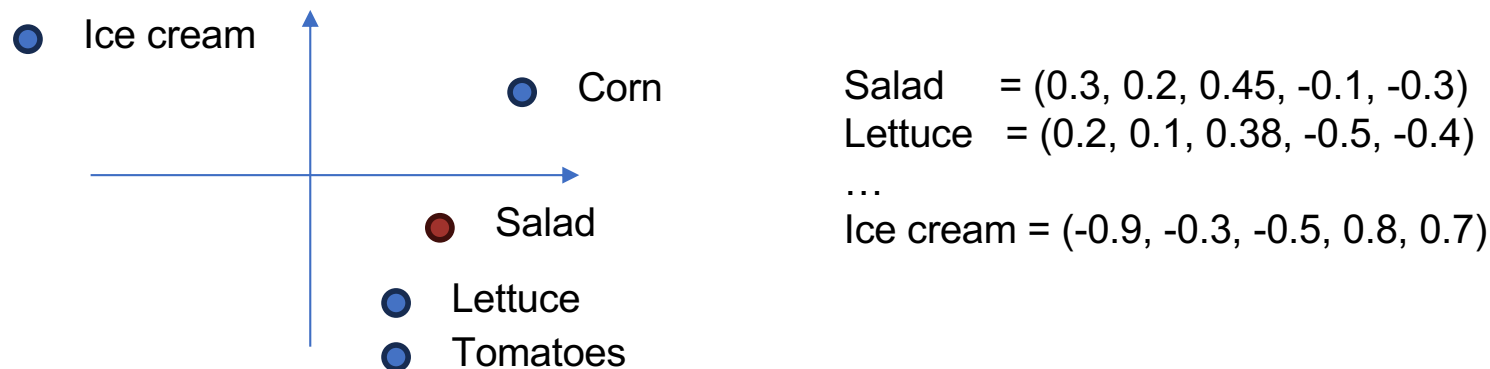 Ice cream
Corn
Salad
Lettuce
Tomatoes
Salad = (0.3, 0.2, 0.45, -0.1, -0.3)
Lettuce = (0.2, 0.1, 0.38, -0.5, -0.4)
…
Ice cream = (-0.9, -0.3, -0.5, 0.8, 0.7)